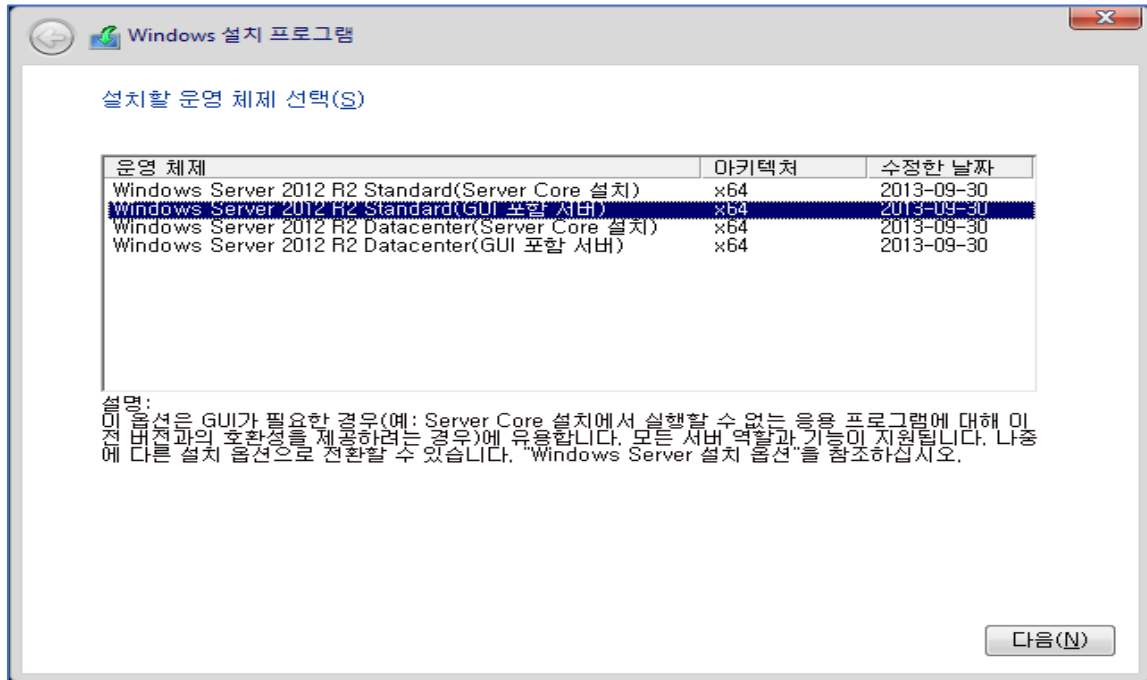 Windows 설치 프로그램
설치할 운영 체제 선택(S)
운영 체제 아키텍처 수정한 날짜
Windows Server 2012 R2 Standard(Server Core 설치) x64 2013-09-30
Windows Server 2012 R2 Standard(GUI 포함 서버) x64 2013-09-30
Windows Server 2012 R2 Datacenter(Server Core 설치) x64 2013-09-30
Windows Server 2012 R2 Datacenter(GUI 포함 서버) x64 2013-09-30
설명:
이 옵션은 GUI가 필요한 경우(예: Server Core 설치에서 실행할 수 없는 응용 프로그램에 대해 이
전 버전과의 호환성을 제공하려는 경우)에 유용합니다. 모든 서버 역할과 기능이 지원됩니다. 나중
에 다른 설치 옵션으로 전환할 수 있습니다. "Windows Server 설치 옵션"을 참조하십시오.
다음(N)